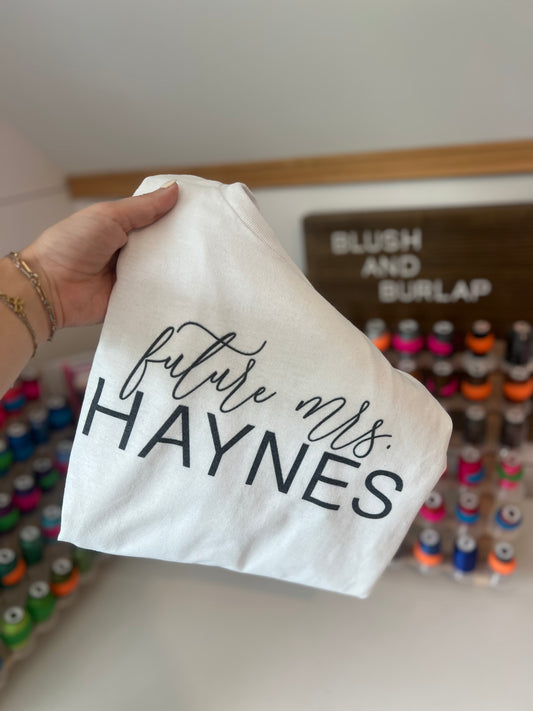 BLUSH
AND
BURLAP
future mrs.
HAYNES